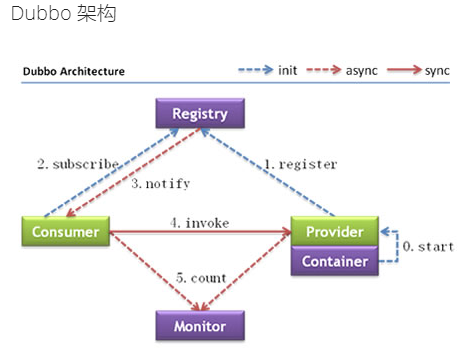 Dubbo 架构
Dubbo Architecture
init
async
sync
Registry
2. subscribe
1. register
3. notify
Consumer
4. invoke
Provider
Container
0. start
5. count
Monitor